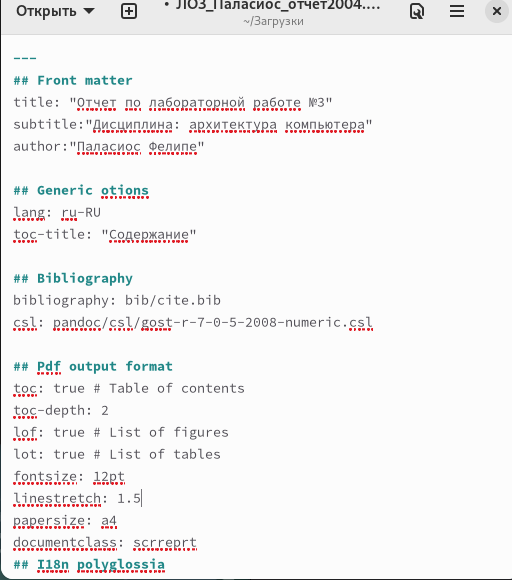 Открыть
• ЛО3_Паласиос_отчет2004....
~/Загрузки
---
## Front matter
title: "Отчет по лабораторной работе №3"
subtitle:"Дисциплина: архитектура компьютера"
author:"Паласиос Фелипе"
## Generic otions
lang: ru-RU
toc-title: "Содержание"
## Bibliography
bibliography: bib/cite.bib
csl: pandoc/csl/gost-r-7-0-5-2008-numeric.csl
## Pdf output format
toc: true # Table of contents
toc-depth: 2
lof: true # List of figures
lot: true # List of tables
fontsize: 12pt
linestretch: 1.5
papersize: a4
documentclass: scrreprt
## I18n polyglossia